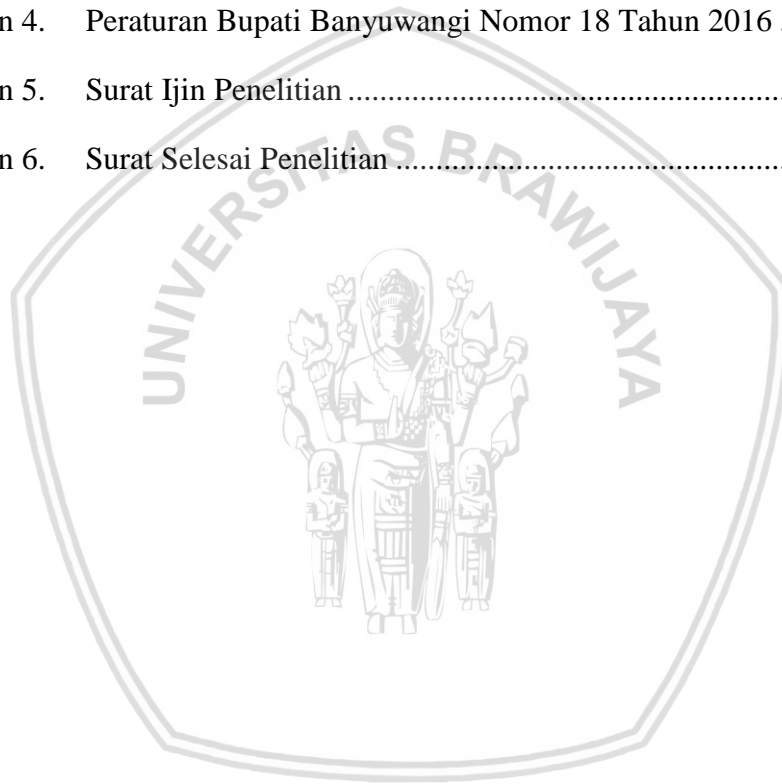 n 4. Peraturan Bupati Banyuwangi Nomor 18 Tahun 2016 .
n 5. Surat Ijin Penelitian ........................................................
n 6. Surat Selesai Penelitian .................................................
UNIVERSITAS BRAWIJAYA